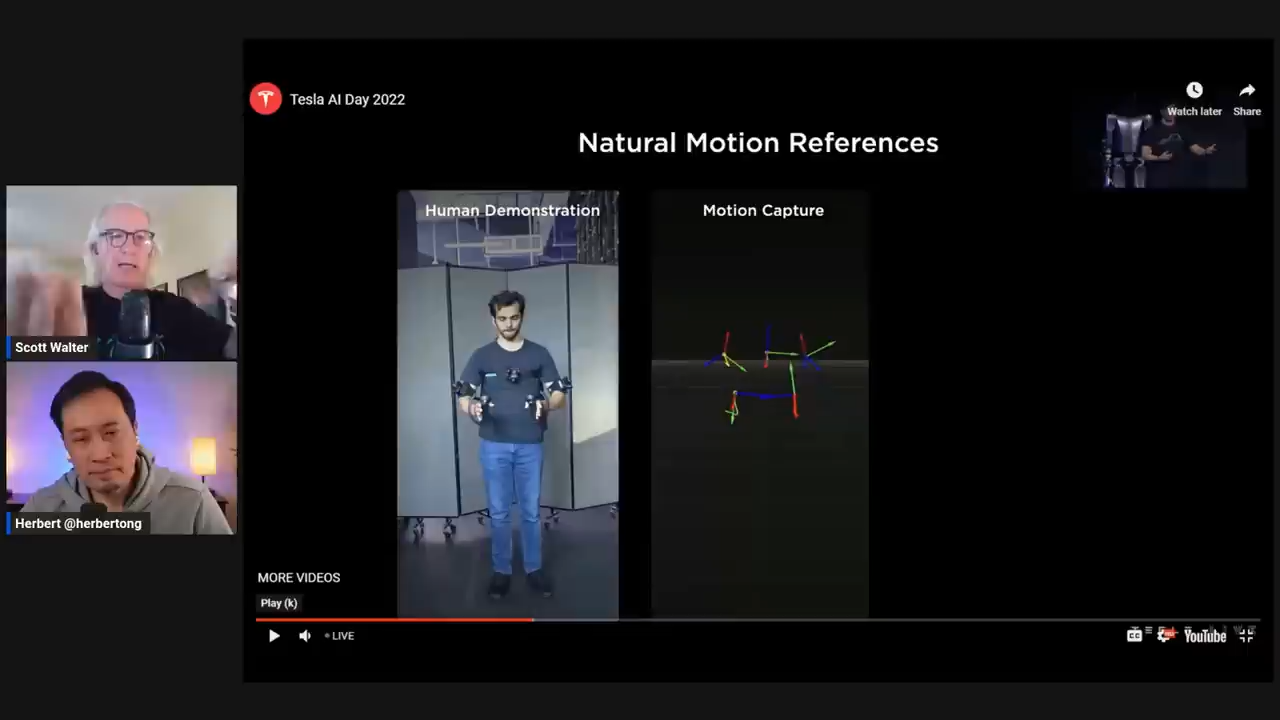 Tesla AI Day 2022
Watch later
Share
Natural Motion References
Human Demonstration
Motion Capture
Scott Walter
Herbert @herbertong
MORE VIDEOS
Play (k)
LIVE
CC
YouTube